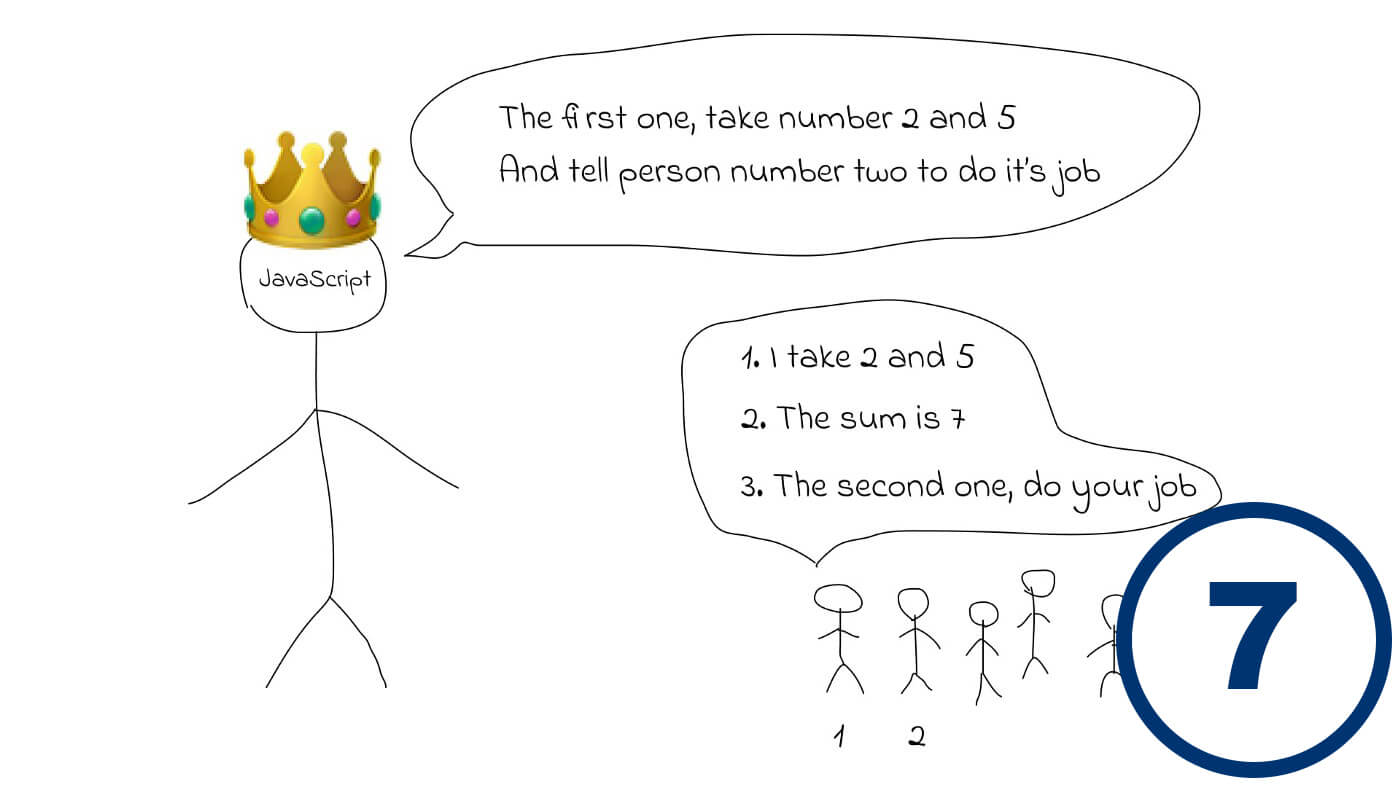 The first one, take number 2 and 5
And tell person number two to do it's job
JavaScript
1. I take 2 and 5
2. The sum is 7
3. The second one, do your job
1
2
7